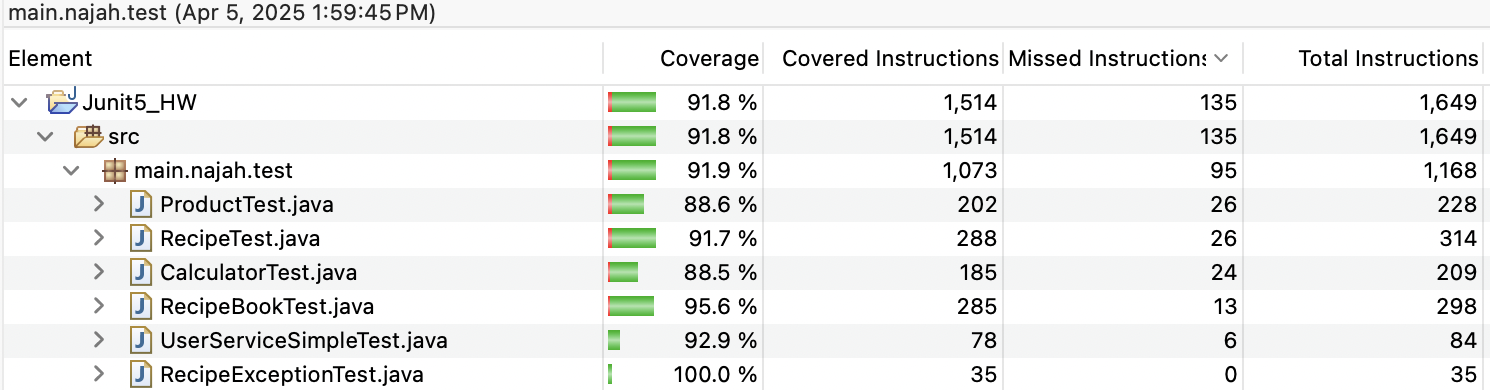 main.najah.test (Apr 5, 2025 1:59:45 PM)
Element Coverage Covered Instructions Missed Instructions Total Instructions
Junit5_HW 91.8 % 1,514 135 1,649
src 91.8 % 1,514 135 1,649
main.najah.test 91.9 % 1,073 95 1,168
ProductTest.java 88.6 % 202 26 228
RecipeTest.java 91.7 % 288 26 314
CalculatorTest.java 88.5 % 185 24 209
RecipeBookTest.java 95.6 % 285 13 298
UserServiceSimpleTest.java 92.9 % 78 6 84
RecipeExceptionTest.java 100.0 % 35 0 35